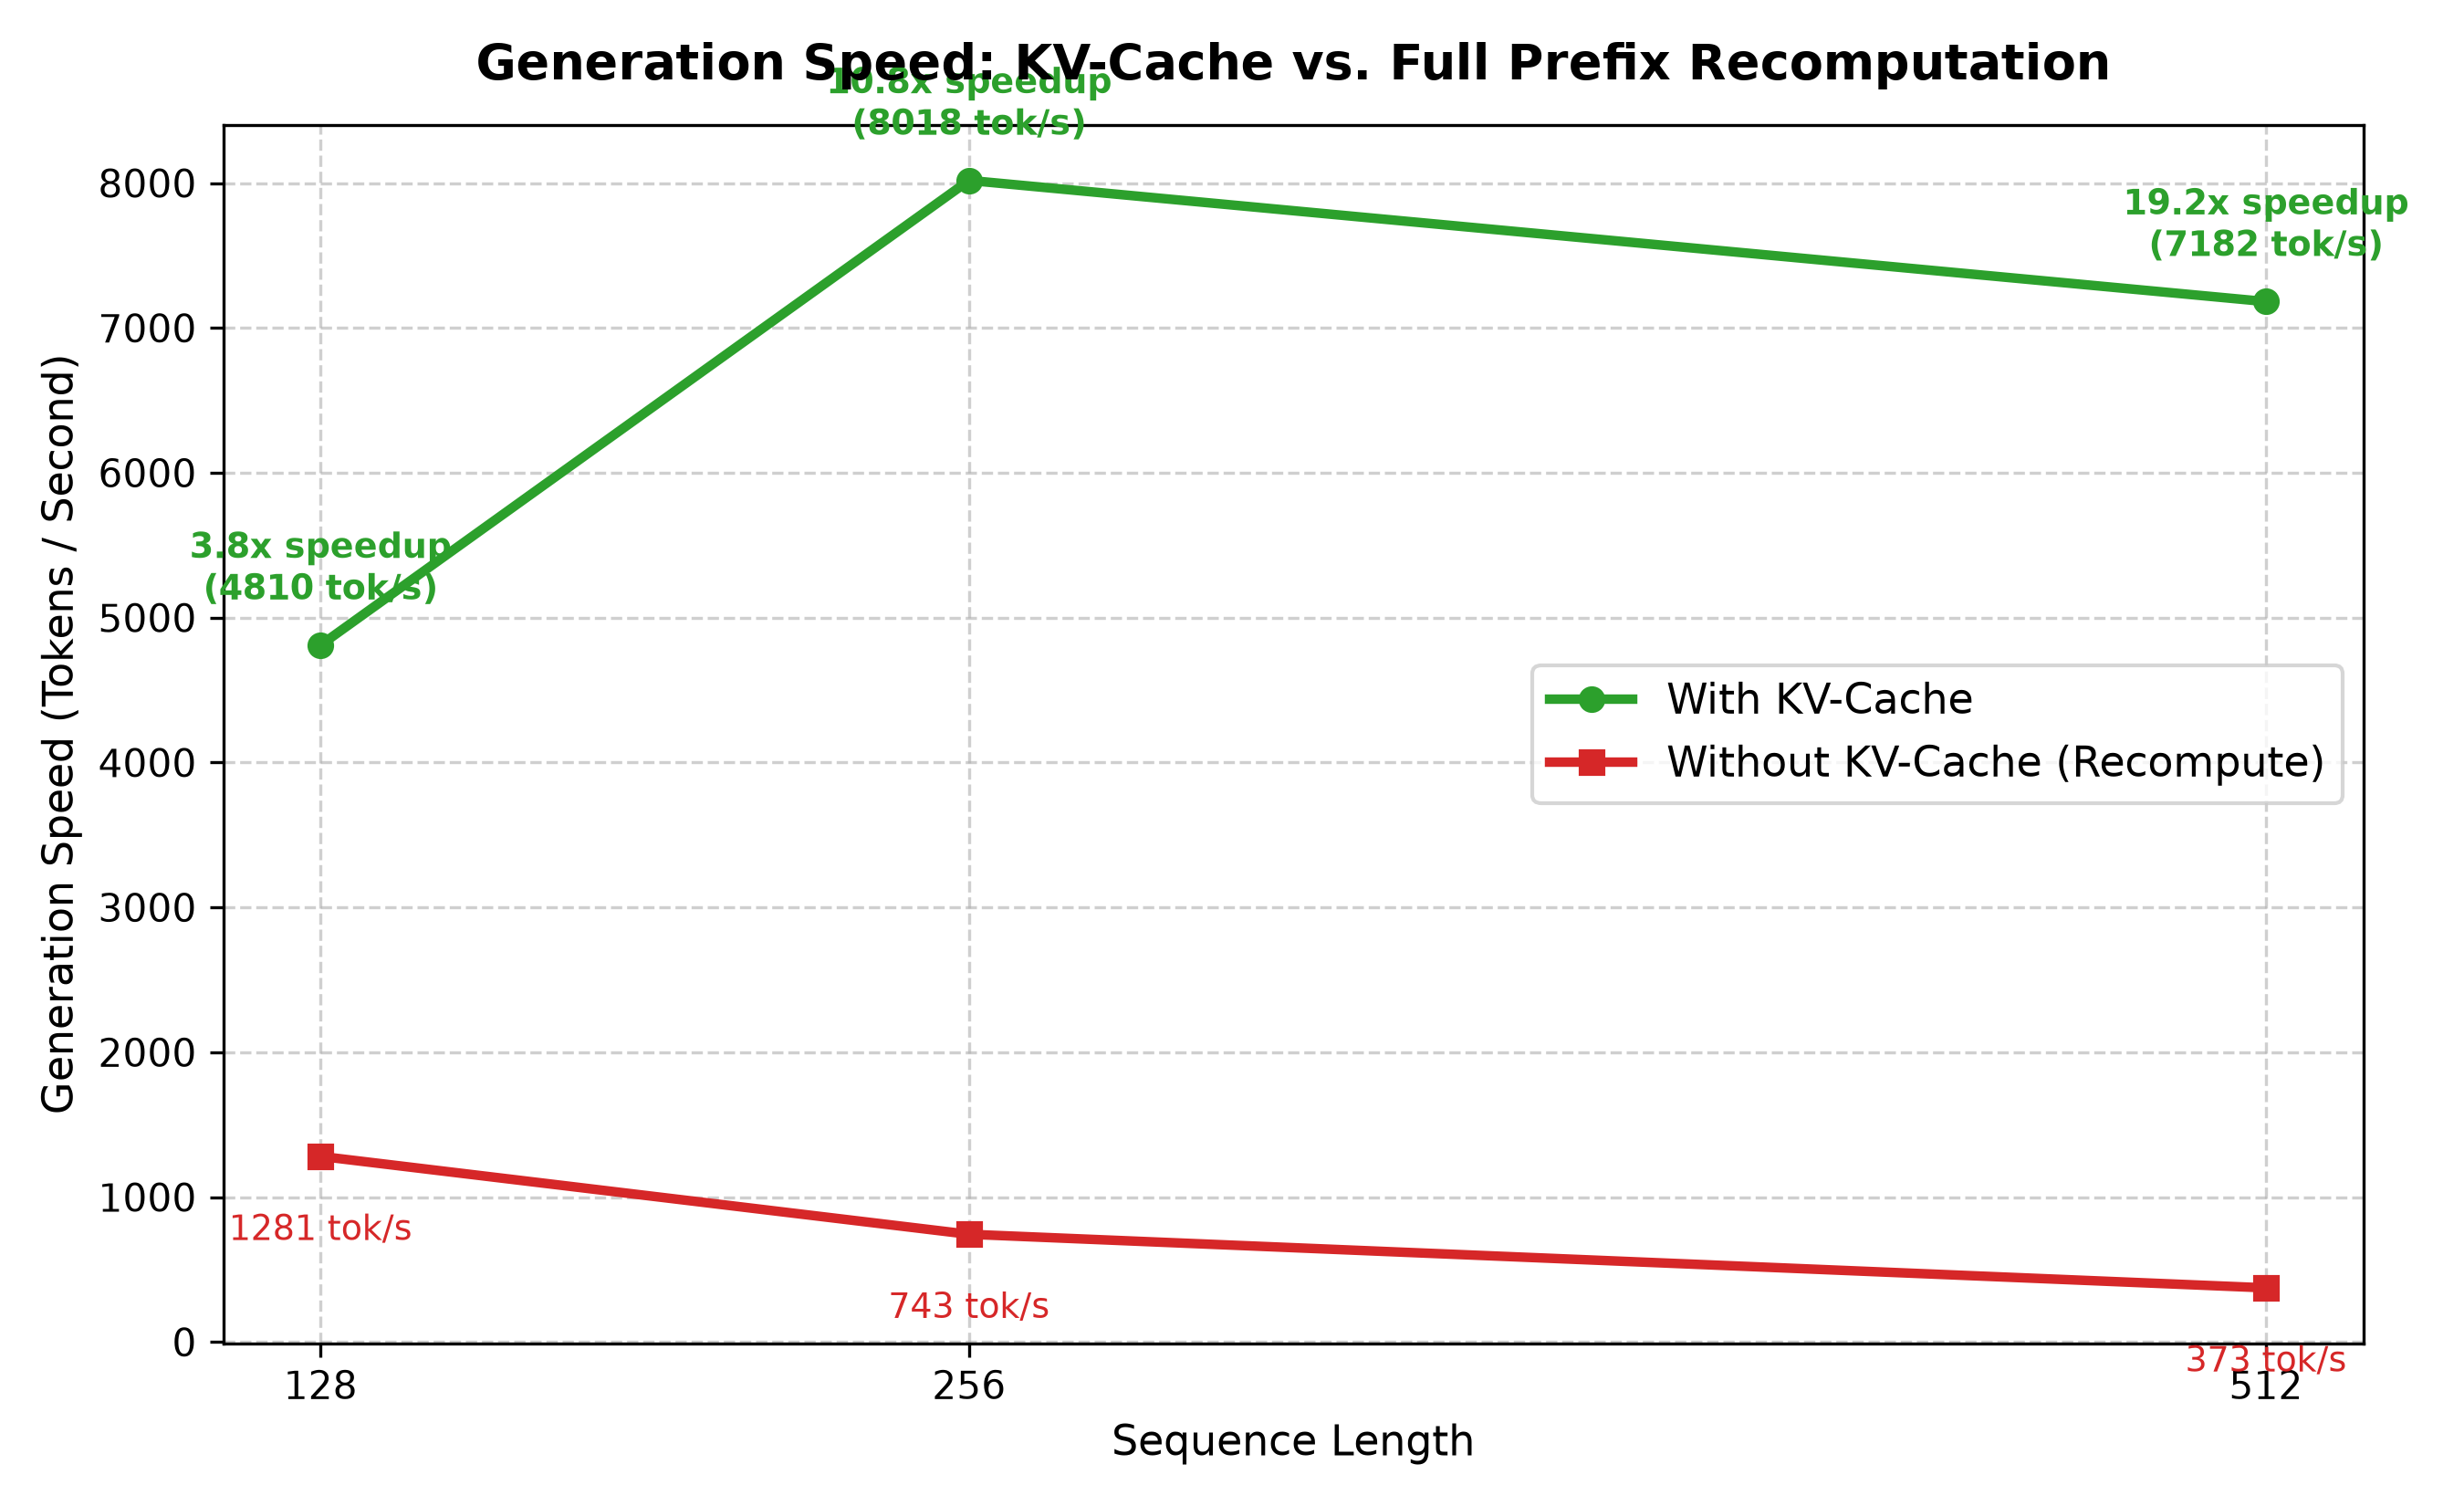 Generation Speed: KV-Cache vs. Full Prefix Recomputation
10.8x speedup
(8018 tok/s)
19.2x speedup
(7182 tok/s)
3.8x speedup
(4810 tok/s)
Generation Speed (Tokens / Second)
8000
7000
6000
5000
4000
3000
2000
1000
0
With KV-Cache
Without KV-Cache (Recompute)
1281 tok/s
743 tok/s
373 tok/s
128
256
512
Sequence Length